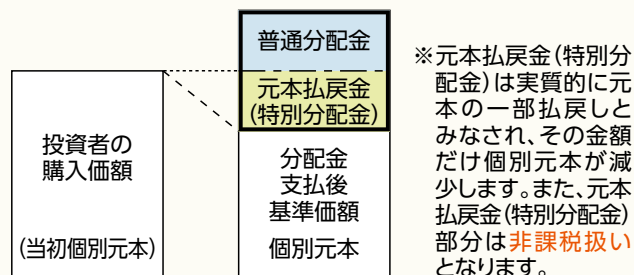 投資者の
購入価額
(当初個別元本)
普通分配金
元本払戻金
(特別分配金)
分配金
支払後
基準価額
個別元本
※元本払戻金(特別分
配金)は実質的に元
本の一部払戻しと
みなされ、その金額
だけ個別元本が減
少します。また、元本
払戻金(特別分配金)
部分は非課税扱い
となります。